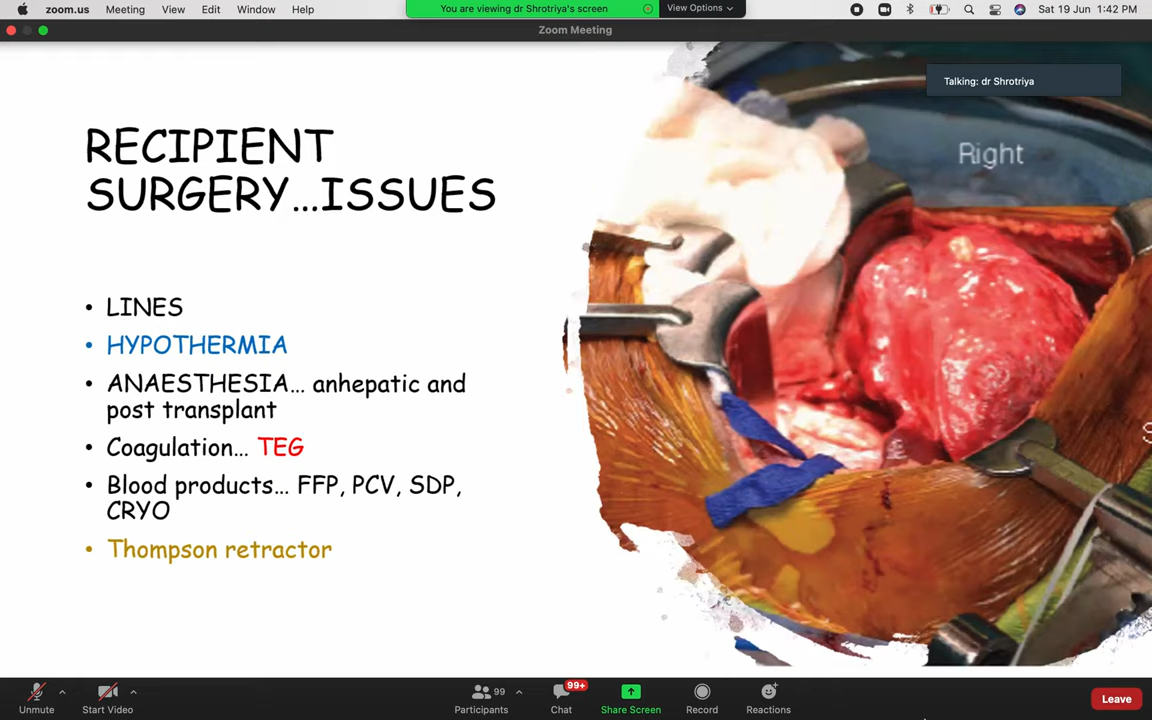 zoom.us Meeting View Edit Window Help
You are viewing dr Shrotriya's screen
View Options
Sat 19 Jun 1:42 PM
Zoom Meeting
Talking: dr Shrotriya
Right
RECIPIENT
SURGERY...ISSUES
• LINES
• HYPOTHERMIA
• ANAESTHESIA... anhepatic and
post transplant
• Coagulation... TEG
• Blood products... FFP, PCV, SDP,
CRYO
• Thompson retractor
S
99
99+
Unmute
Start Video
Participants
Chat
Share Screen
Record
Reactions
Leave